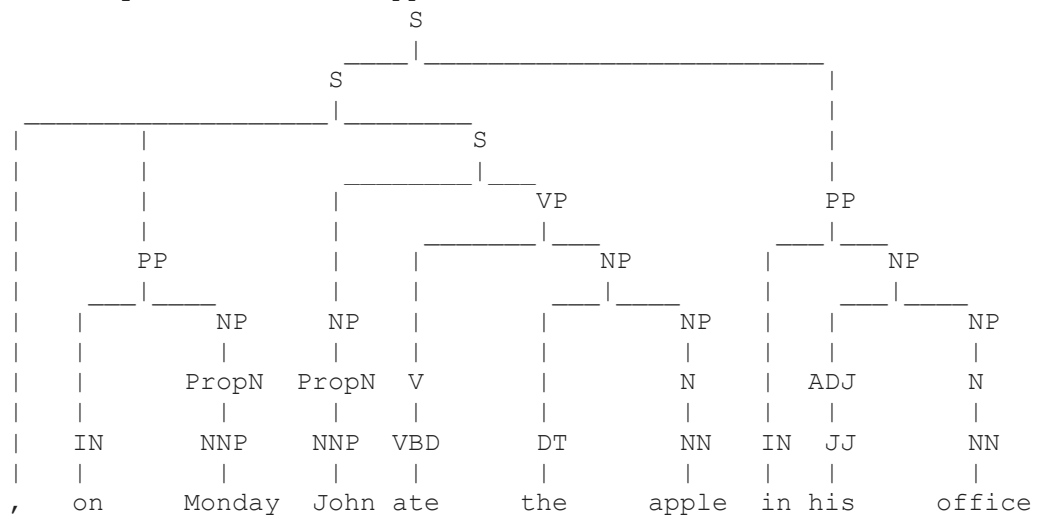 S
S
S
VP PP
PP NP NP
NP NP NP NP
PropN PropN V N ADJ N
IN NNP NNP VBD DT NN IN JJ NN
, on Monday John ate the apple in his office